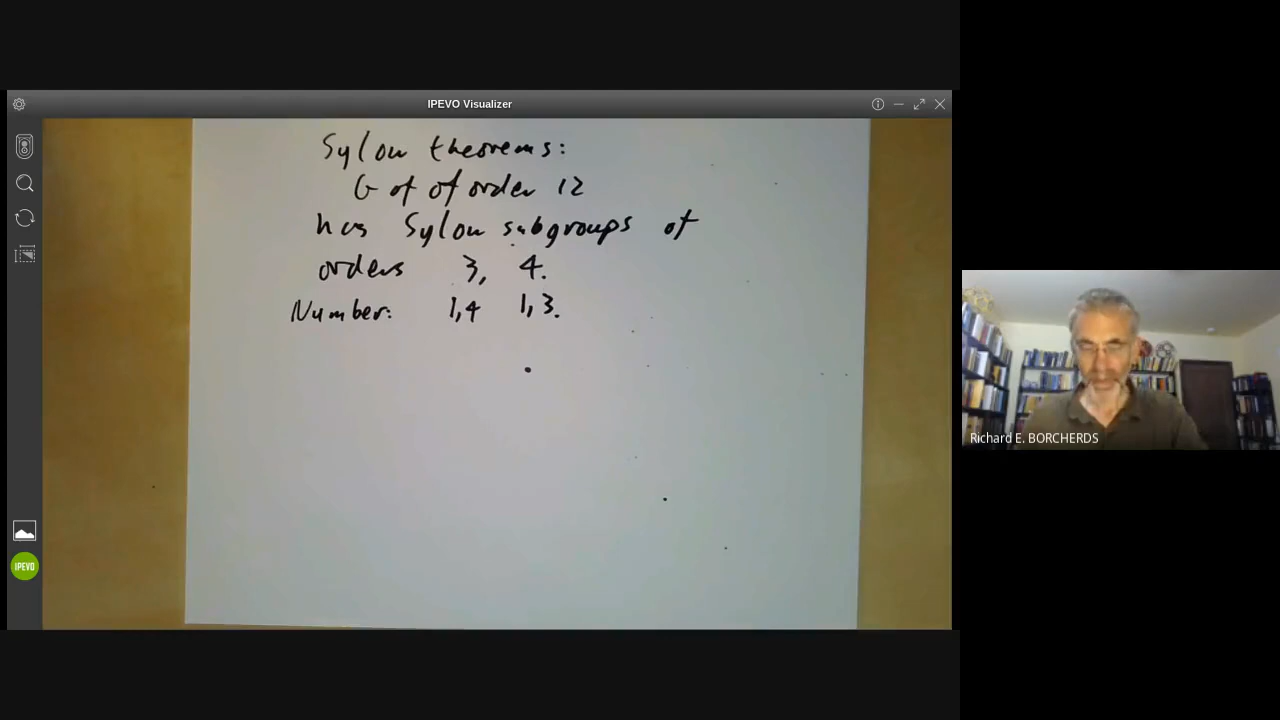 IPEVO Visualizer
Sylow theorems:
G of of order 12
has Sylow subgroups of
orders 3, 4.
Number: 1,4 1,3.
IPEVO
Richard E. BORCHERDS